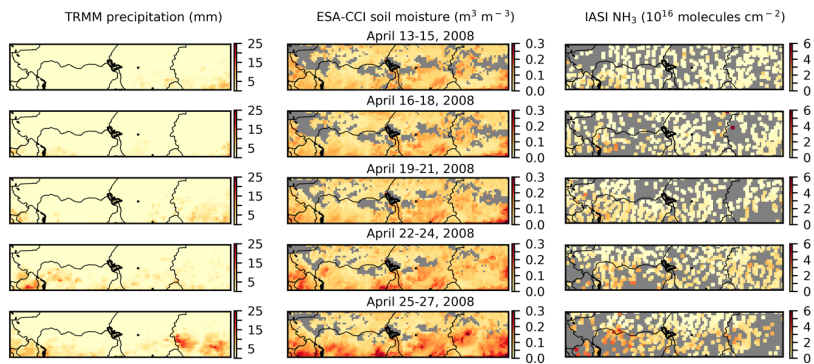 TRMM precipitation (mm) ESA-CCI soil moisture (m³ m⁻³) IASI NH₃ (10¹⁶ molecules cm⁻²)
April 13-15, 2008
25 0.3 6
15 0.2 4
5 0.1 2
0.0 0
April 16-18, 2008
25 0.3 6
15 0.2 4
5 0.1 2
0.0 0
April 19-21, 2008
25 0.3 6
15 0.2 4
5 0.1 2
0.0 0
April 22-24, 2008
25 0.3 6
15 0.2 4
5 0.1 2
0.0 0
April 25-27, 2008
25 0.3 6
15 0.2 4
5 0.1 2
0.0 0